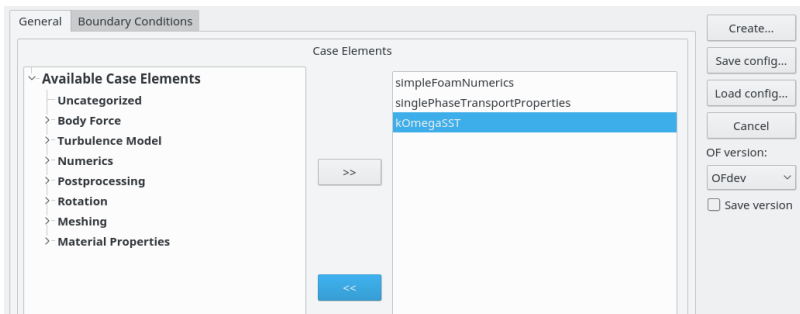 General
Boundary Conditions
Case Elements
Available Case Elements
Uncategorized
Body Force
Turbulence Model
Numerics
Postprocessing
Rotation
Meshing
Material Properties
>>
<<
simpleFoamNumerics
singlePhaseTransportProperties
kOmegaSST
Create...
Save config...
Load config...
Cancel
OF version:
OFdev
Save version